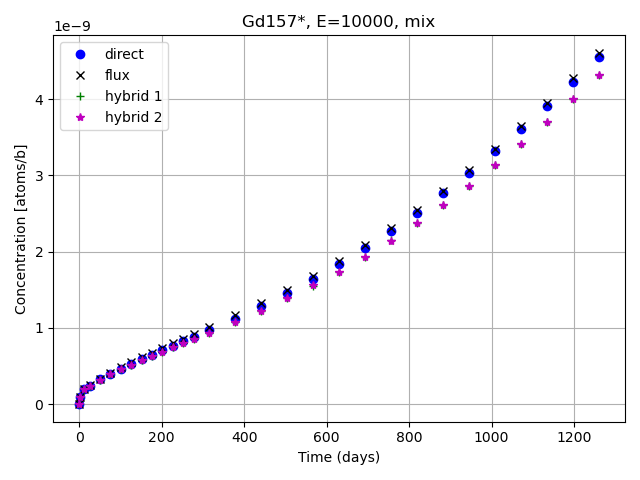 Gd157*, E=10000, mix
1e−9
direct
flux
hybrid 1
hybrid 2
4
3
2
1
0
Concentration [atoms/b]
0 200 400 600 800 1000 1200
Time (days)